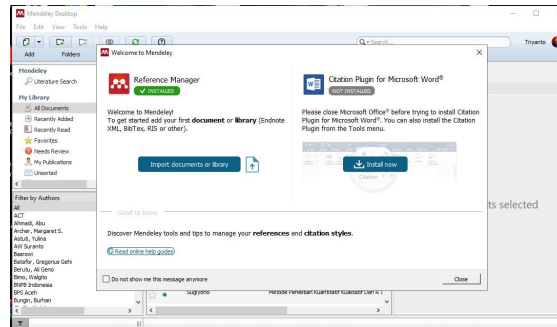 Mendeley Desktop
File Edit View Tools Help
Add Folders
Search...
Triyanto
Mendeley
Literature Search
My Library
All Documents
Recently Added
Recently Read
Favorites
Needs Review
My Publications
Unsorted
Filter by Authors
All
ACT
Ahmadi, Abu
Archer, Margaret S.
Astuti, Yulina
AW Suranto
Basrowi
Batafor, Gregorius Gehi
Berutu, Ali Geno
Bimo, Walgito
BNPB Indonesia
BPS Aceh
Bungin, Burhan
Welcome to Mendeley
Reference Manager
INSTALLED
Welcome to Mendeley!
To get started add your first document or library (Endnote
XML, BibTex, RIS or other).
Import documents or library
Citation Plugin for Microsoft Word®
NOT INSTALLED
Please close Microsoft Office® before trying to install Citation
Plugin for Microsoft Word®. You can also install the Citation
Plugin from the Tools menu.
Install now
Good to know
Discover Mendeley tools and tips to manage your references and citation styles.
Read online help guides
Do not show me this message anymore
Close
ts selected
Sugiyono Metode Penelitian Kuantitatif Kualitatif Dan R